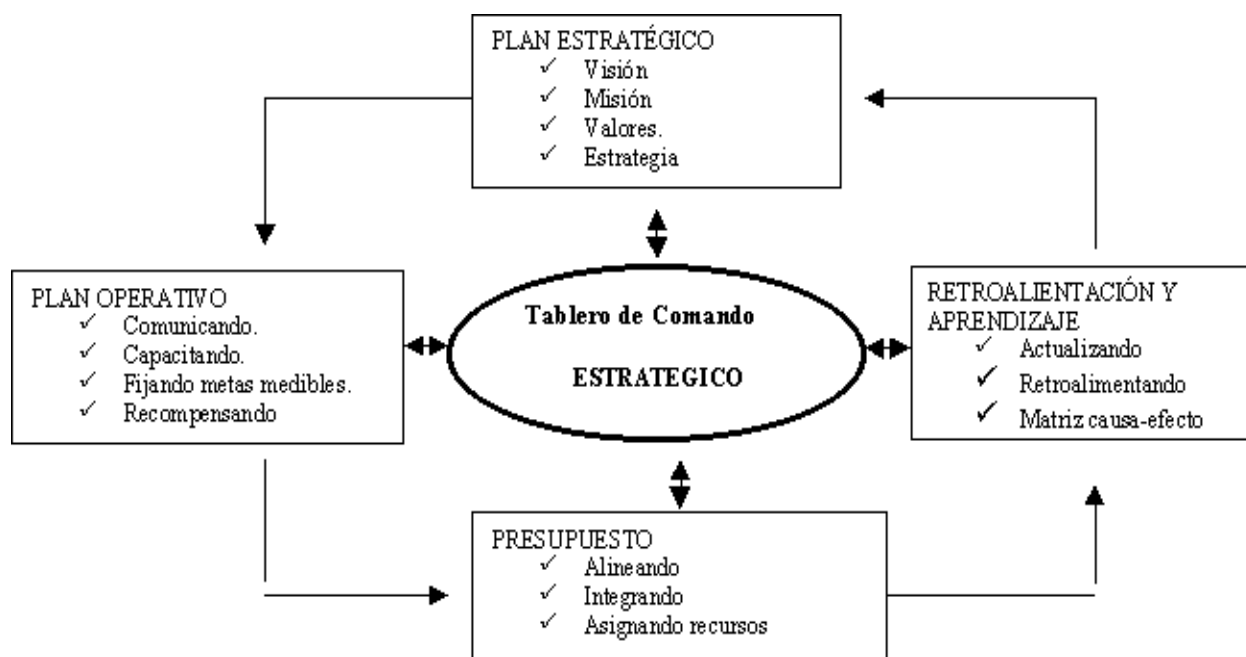 PLAN ESTRATÉGICO
✓ Visión
✓ Misión
✓ Valores.
✓ Estrategia
PLAN OPERATIVO
✓ Comunicando.
✓ Capacitando.
✓ Fijando metas medibles.
✓ Recompensando
Tablero de Comando
ESTRATEGICO
RETROALIENTACIÓN Y
APRENDIZAJE
✓ Actualizando
✓ Retroalimentando
✓ Matriz causa-efecto
PRESUPUESTO
✓ Alineando
✓ Integrando
✓ Asignando recursos